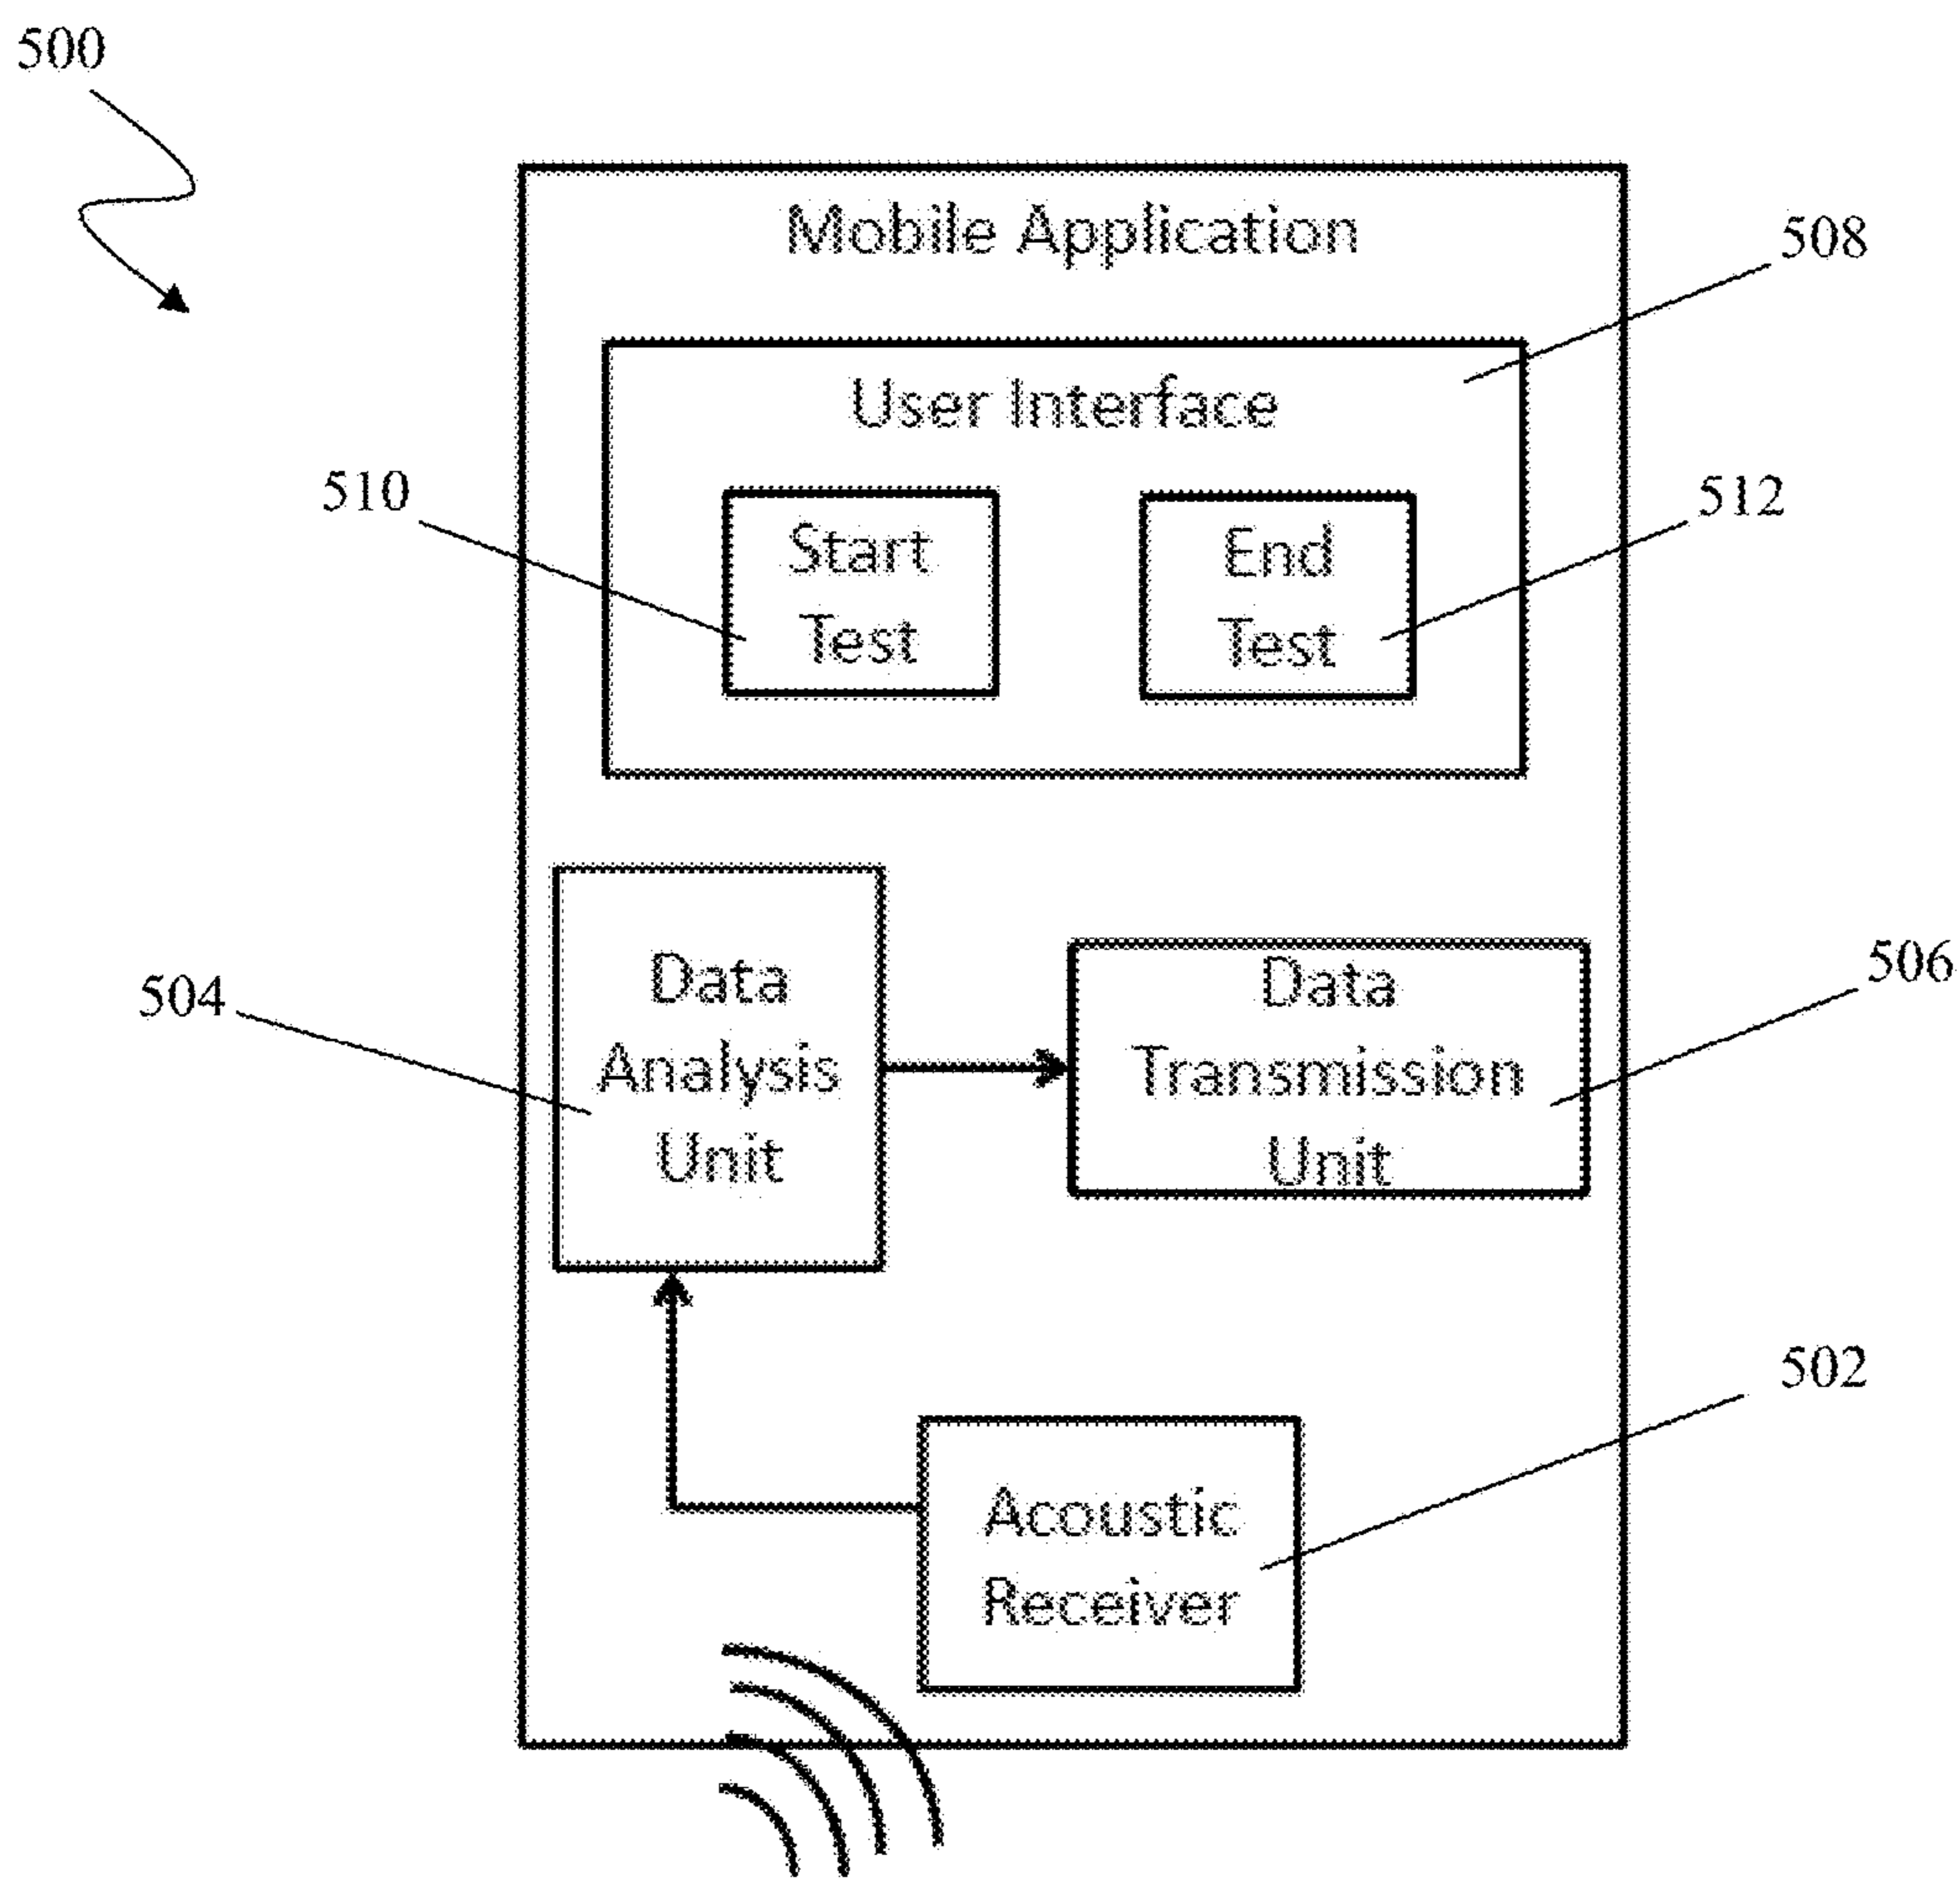 500
Mobile Application
508
User Interface
510
Start
Test
End
Test
512
504
Data
Analysis
Unit
Data
Transmission
Unit
506
502
Acoustic
Receiver